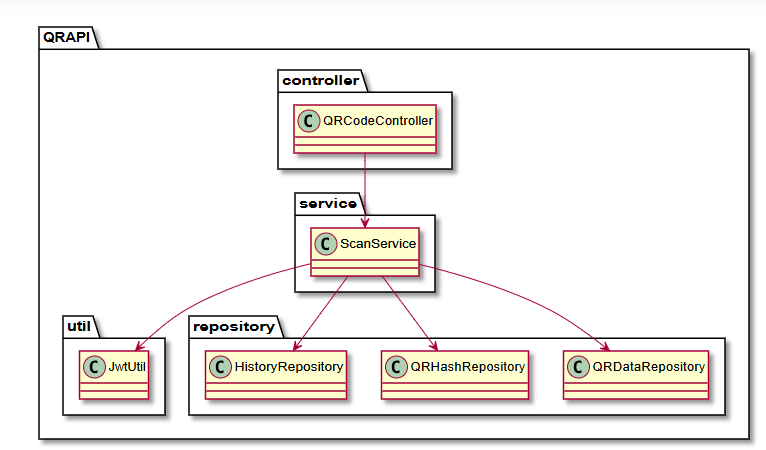 QRAPI
controller
C QRCodeController
service
C ScanService
util
repository
C JwtUtil
C HistoryRepository
C QRHashRepository
C QRDataRepository